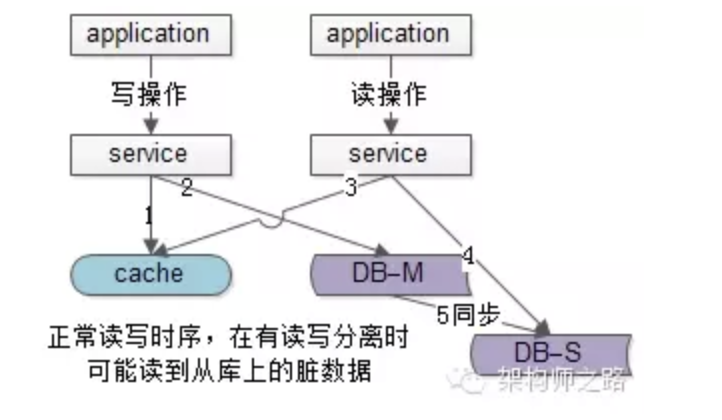 application
application
写操作
读操作
service
service
1
2
3
cache
DB-M
4
5同步
DB-S
正常读写时序，在有读写分离时
可能读到从库上的脏数据
架构师之路